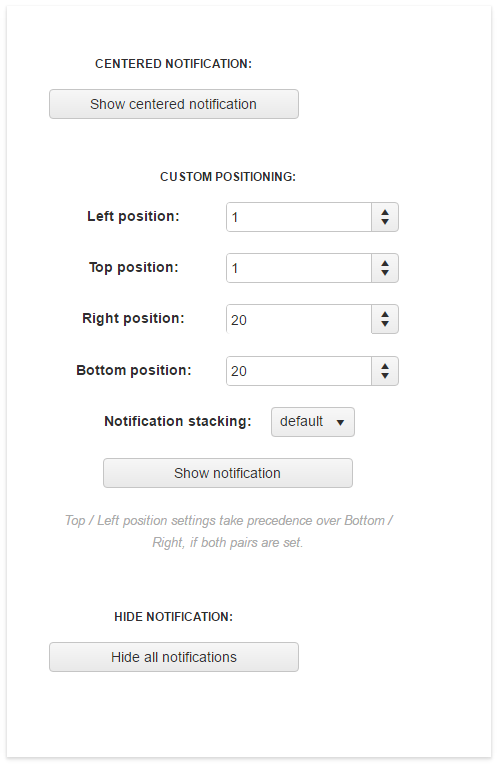 CENTERED NOTIFICATION:
Show centered notification
CUSTOM POSITIONING:
Left position: 1
Top position: 1
Right position: 20
Bottom position: 20
Notification stacking: default
Show notification
Top / Left position settings take precedence over Bottom /
Right, if both pairs are set.
HIDE NOTIFICATION:
Hide all notifications